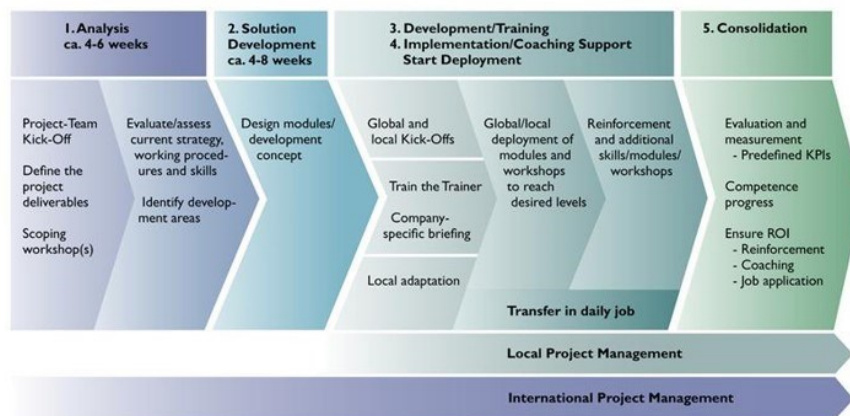 1. Analysis
ca. 4-6 weeks
2. Solution
Development
ca. 4-8 weeks
3. Development/Training
4. Implementation/Coaching Support
Start Deployment
5. Consolidation
Project-Team
Kick-Off
Define the
project
deliverables
Scoping
workshop(s)
Evaluate/assess
current strategy,
working proced-
ures and skills
Identify develop-
ment areas
Design modules/
development
concept
Global and
local Kick-Offs
Train the Trainer
Company-
specific briefing
Local adaptation
Global/local
deployment of
modules and
workshops
to reach
desired levels
Reinforcement
and additional
skills/modules/
workshops
Transfer in daily job
Evaluation and
measurement
- Predefined KPIs
Competence
progress
Ensure ROI
- Reinforcement
- Coaching
- Job application
Local Project Management
International Project Management